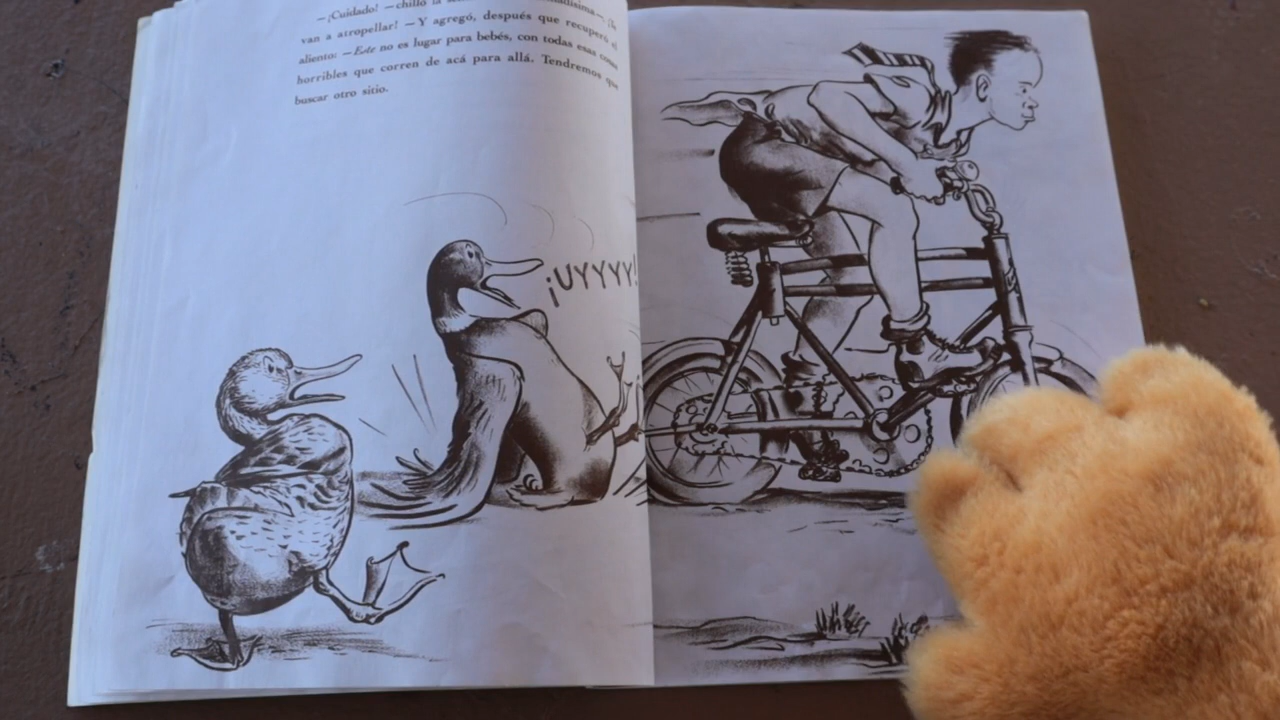 —¡Cuidado! —chilló la
van a atropellar! —Y agregó, después que recuperó el
aliento: —Este no es lugar para bebés, con todas esas cosas
horribles que corren de acá para allá. Tendremos que
buscar otro sitio.
¡UYYYY!